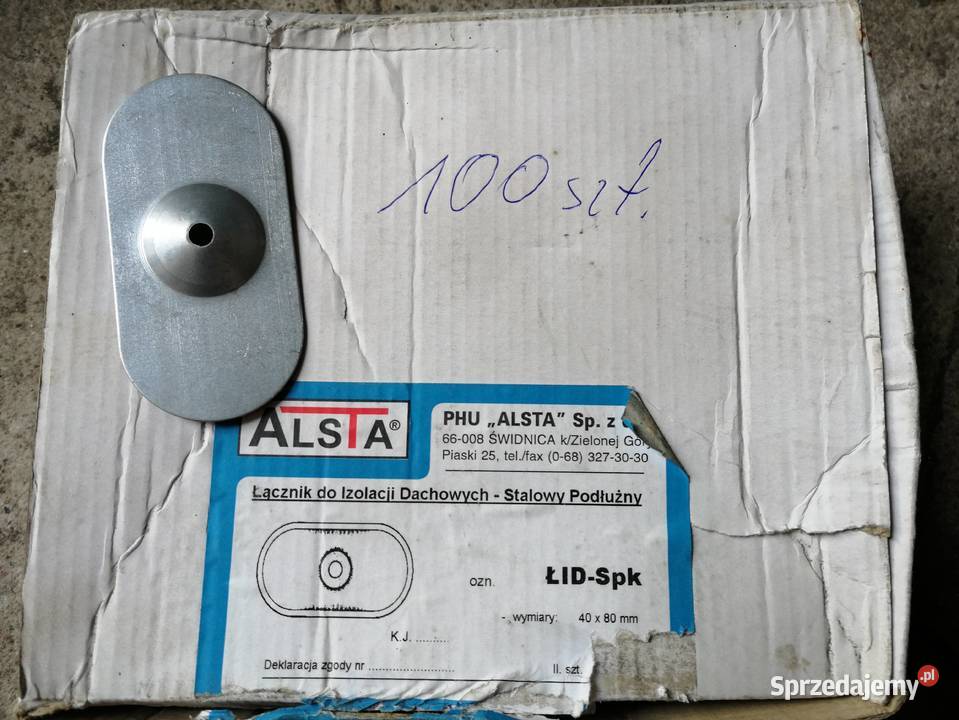 100 szt.
ALSTA®
PHU „ALSTA” Sp. z
66-008 ŚWIDNICA k/Zielonej Góry
Piaski 25, tel./fax (0-68) 327-30-30
Łącznik do Izolacji Dachowych - Stalowy Podłużny
ozn. ŁID-Spk
- wymiary: 40 x 80 mm
K.J. .........
Deklaracja zgody nr ........................
Il. szt.
Sprzedajemy.pl